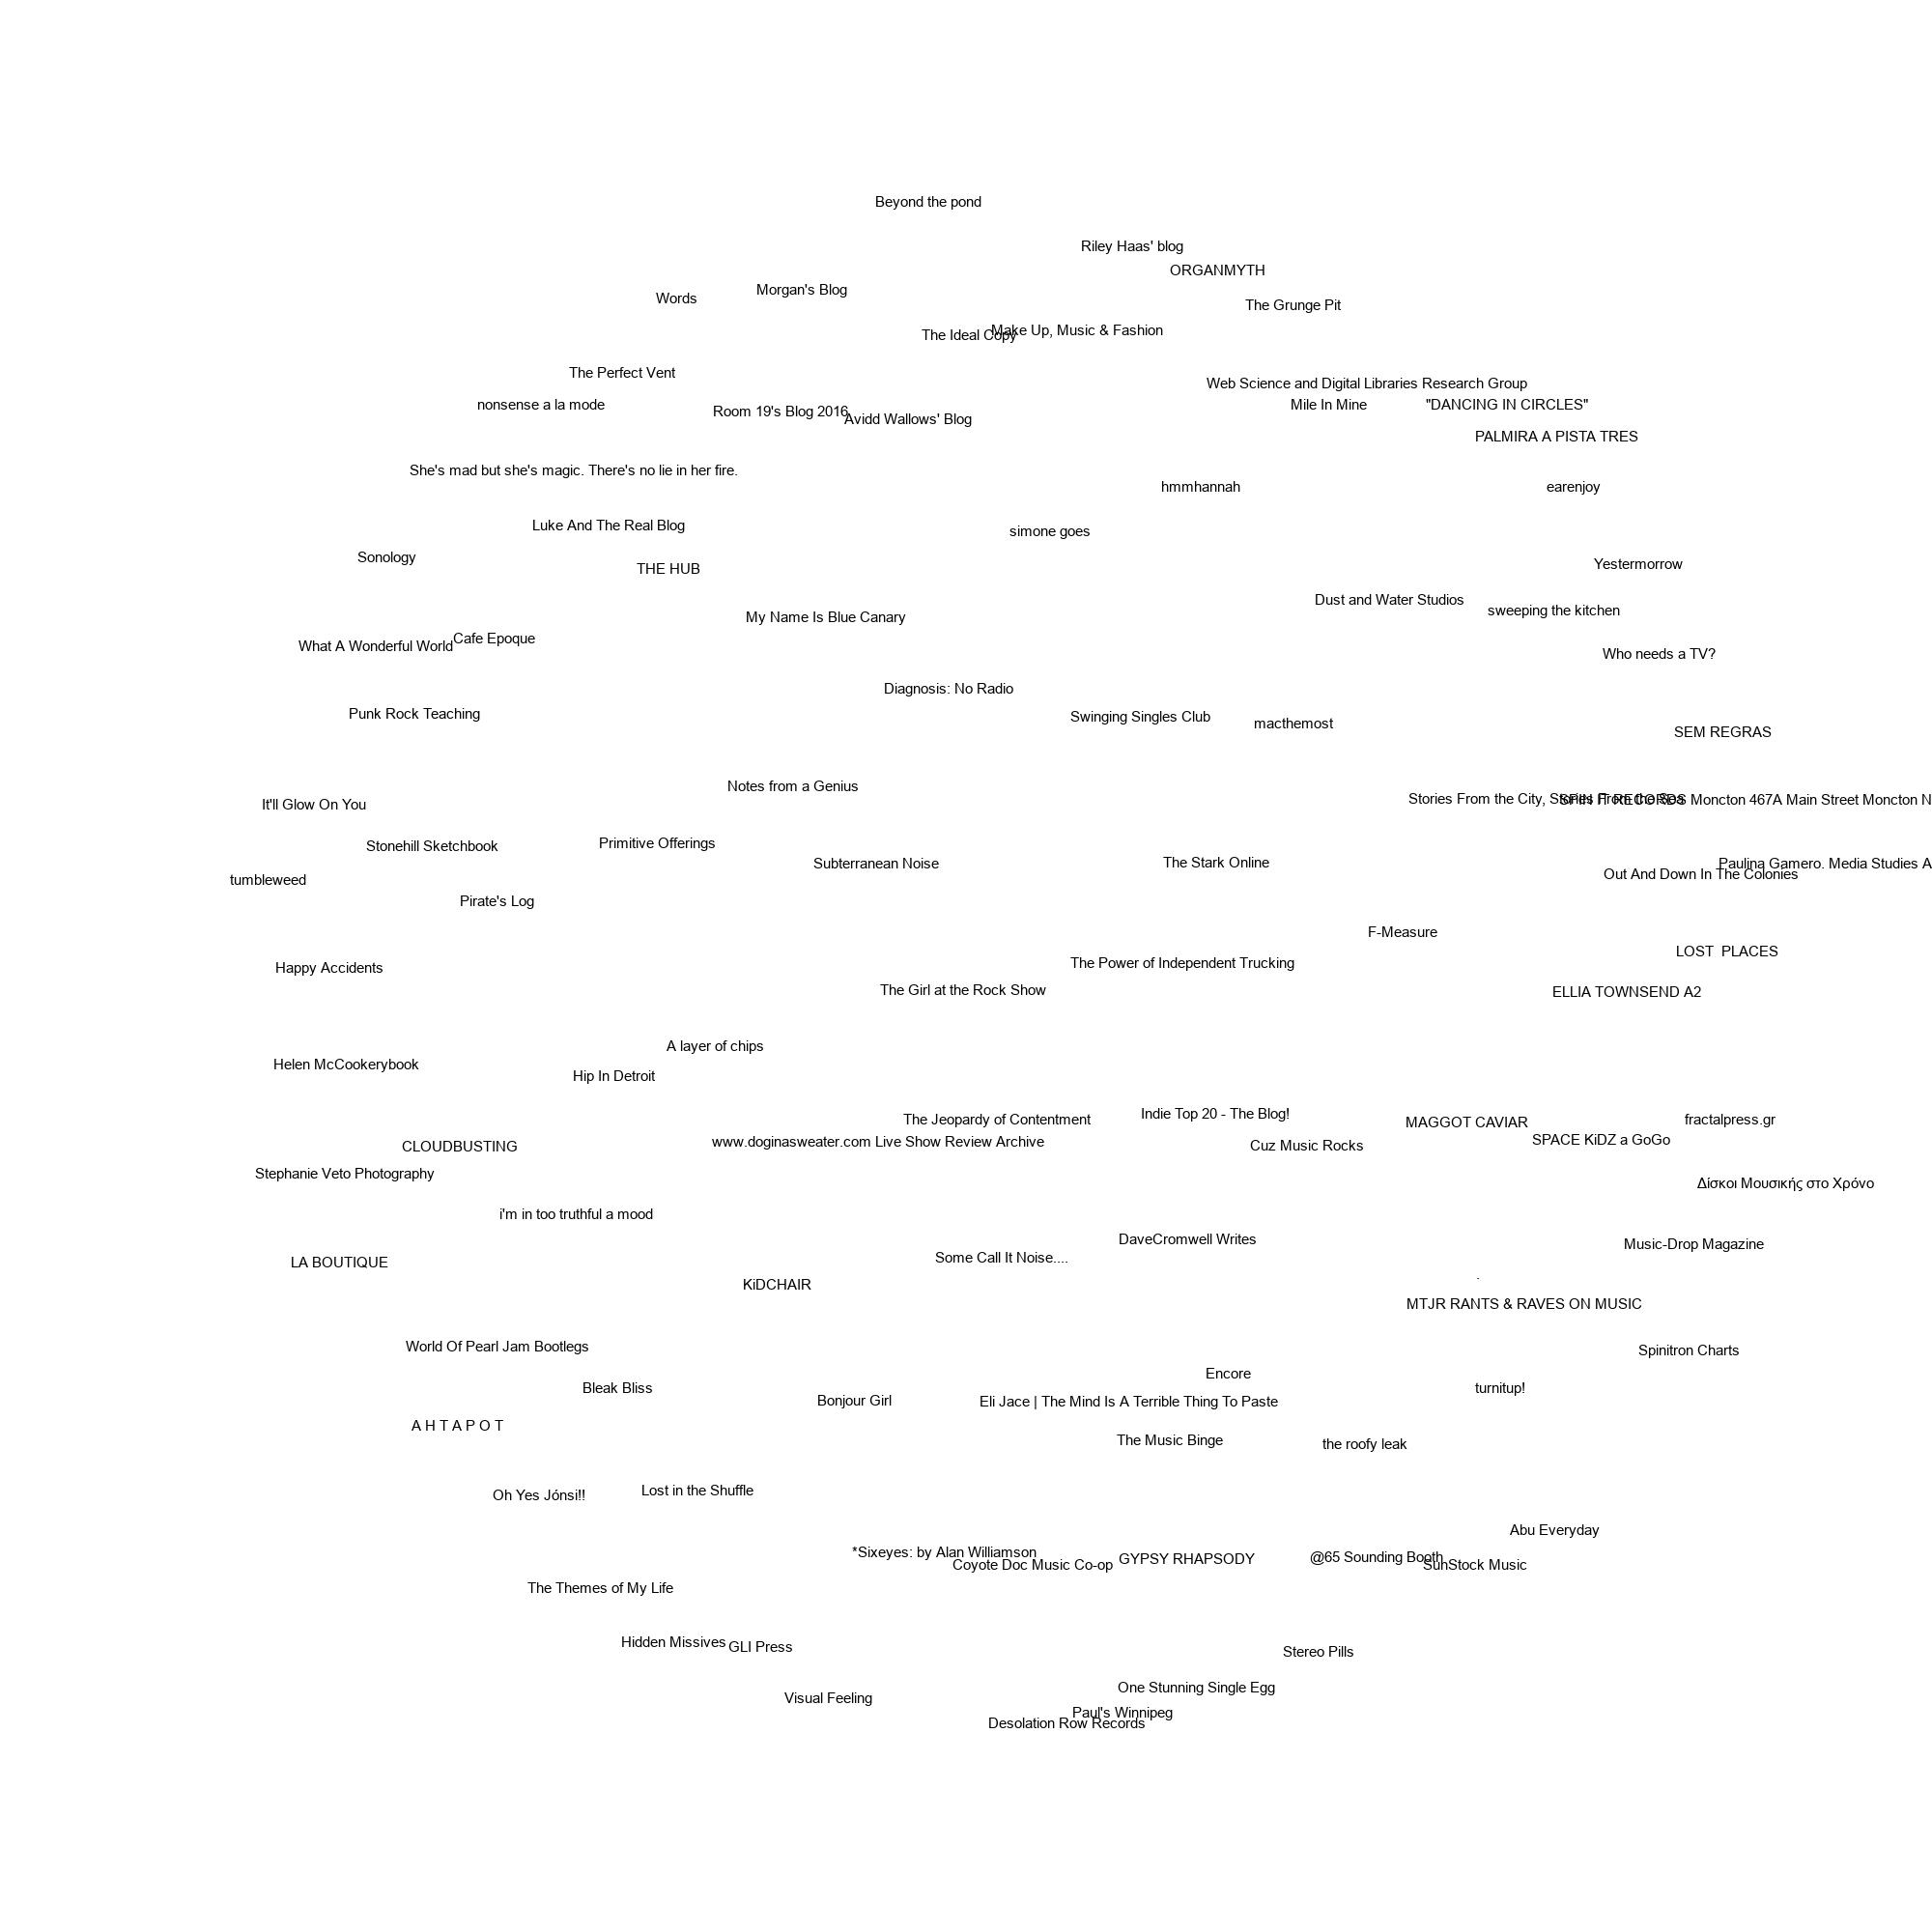 Beyond the pond
Riley Haas' blog
ORGANMYTH
Morgan's Blog
Words
The Grunge Pit
Make Up, Music & Fashion
The Ideal Copy
The Perfect Vent
Web Science and Digital Libraries Research Group
nonsense a la mode
Mile In Mine
"DANCING IN CIRCLES"
Room 19's Blog 2016
Avidd Wallows' Blog
PALMIRA A PISTA TRES
She's mad but she's magic. There's no lie in her fire.
hmmhannah
earenjoy
Luke And The Real Blog
simone goes
Sonology
Yestermorrow
THE HUB
Dust and Water Studios
sweeping the kitchen
My Name Is Blue Canary
Cafe Epoque
What A Wonderful World
Who needs a TV?
Diagnosis: No Radio
Punk Rock Teaching
Swinging Singles Club
macthemost
SEM REGRAS
Notes from a Genius
Stories From the City, Stories From the Sea
SPIN IT RECORDS Moncton 467A Main Street Moncton N
It'll Glow On You
Primitive Offerings
Stonehill Sketchbook
The Stark Online
Subterranean Noise
Paulina Gamero. Media Studies A
Out And Down In The Colonies
tumbleweed
Pirate's Log
F-Measure
LOST  PLACES
The Power of Independent Trucking
Happy Accidents
The Girl at the Rock Show
ELLIA TOWNSEND A2
A layer of chips
Helen McCookerybook
Hip In Detroit
Indie Top 20 - The Blog!
The Jeopardy of Contentment
fractalpress.gr
MAGGOT CAVIAR
SPACE KiDZ a GoGo
www.doginasweater.com Live Show Review Archive
Cuz Music Rocks
CLOUDBUSTING
Stephanie Veto Photography
Δίσκοι Μουσικής στο Χρόνο
i'm in too truthful a mood
DaveCromwell Writes
Music-Drop Magazine
Some Call It Noise....
LA BOUTIQUE
.
KiDCHAIR
MTJR RANTS & RAVES ON MUSIC
World Of Pearl Jam Bootlegs
Spinitron Charts
Encore
Bleak Bliss
turnitup!
Bonjour Girl
Eli Jace | The Mind Is A Terrible Thing To Paste
A H T A P O T
The Music Binge
the roofy leak
Lost in the Shuffle
Oh Yes Jónsi!!
Abu Everyday
*Sixeyes: by Alan Williamson
@65 Sounding Booth
GYPSY RHAPSODY
Coyote Doc Music Co-op
SunStock Music
The Themes of My Life
Hidden Missives
GLI Press
Stereo Pills
One Stunning Single Egg
Visual Feeling
Paul's Winnipeg
Desolation Row Records